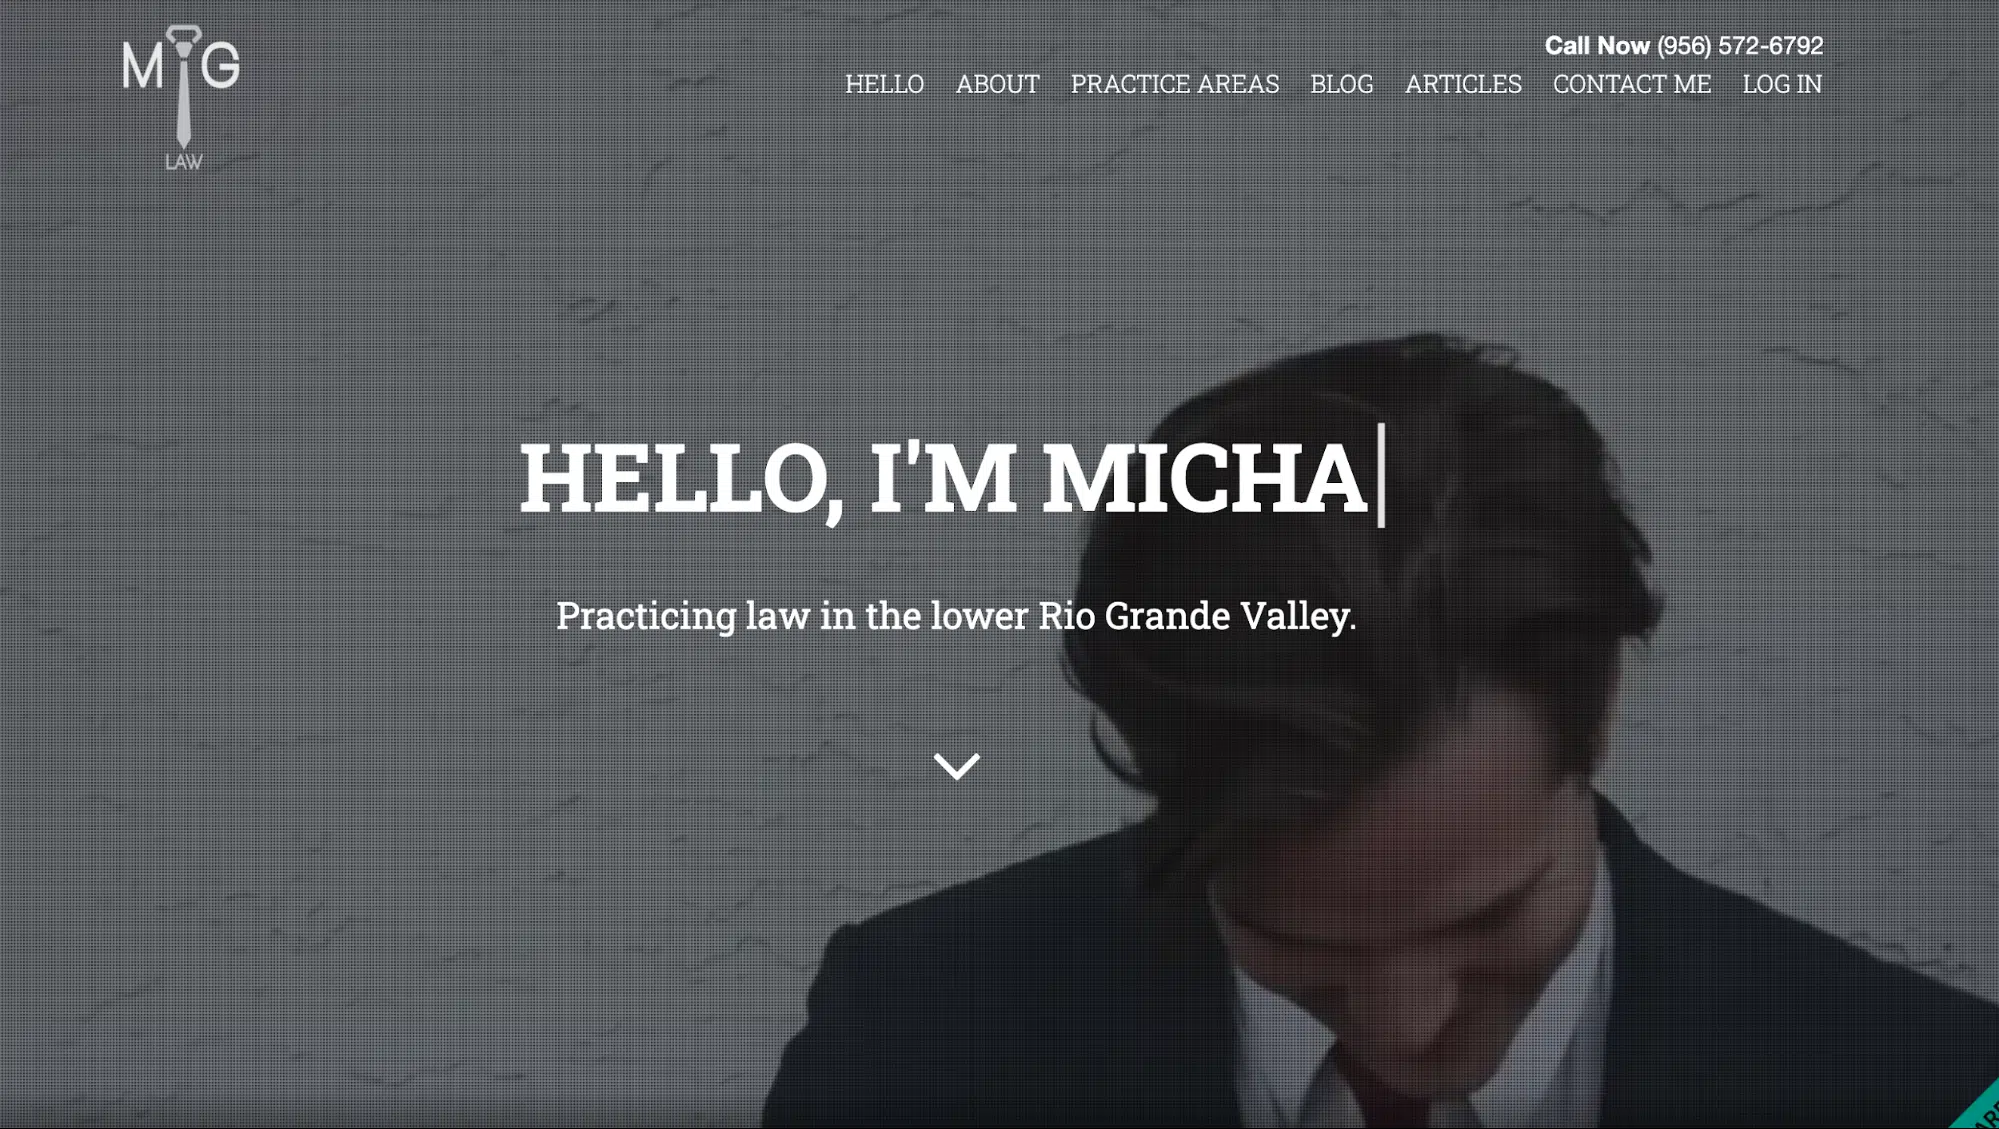 M G
LAW
Call Now (956) 572-6792
HELLO ABOUT PRACTICE AREAS BLOG ARTICLES CONTACT ME LOG IN
HELLO, I'M MICHA
Practicing law in the lower Rio Grande Valley.